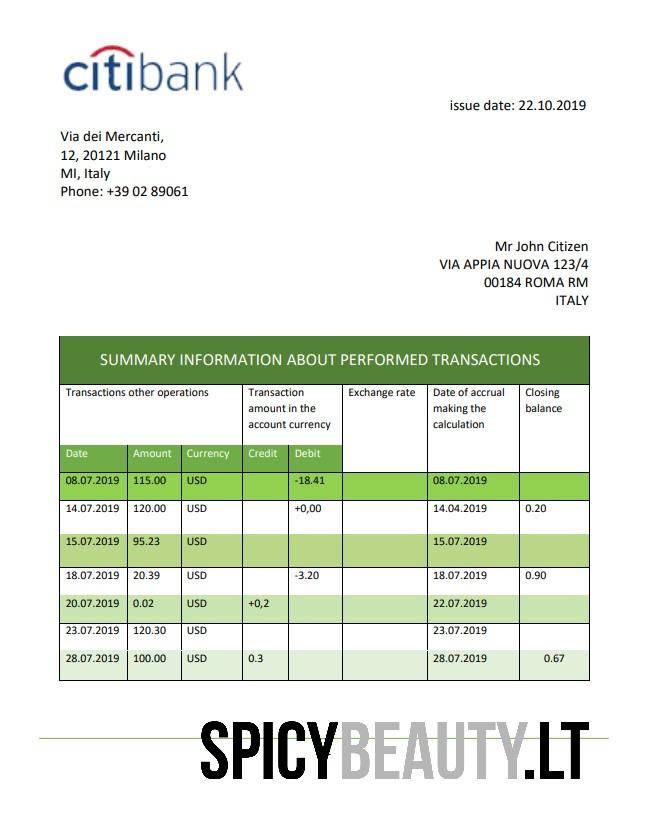 citibank
issue date: 22.10.2019
Via dei Mercanti,
12, 20121 Milano
MI, Italy
Phone: +39 02 89061
Mr John Citizen
VIA APPIA NUOVA 123/4
00184 ROMA RM
ITALY
SUMMARY INFORMATION ABOUT PERFORMED TRANSACTIONS
Transactions other operations Transaction amount in the account currency Exchange rate Date of accrual making the calculation Closing balance
Date Amount Currency Credit Debit
08.07.2019 115.00 USD -18.41 08.07.2019
14.07.2019 120.00 USD +0,00 14.04.2019 0.20
15.07.2019 95.23 USD 15.07.2019
18.07.2019 20.39 USD -3.20 18.07.2019 0.90
20.07.2019 0.02 USD +0,2 22.07.2019
23.07.2019 120.30 USD 23.07.2019
28.07.2019 100.00 USD 0.3 28.07.2019 0.67
SPICYBEAUTY.LT